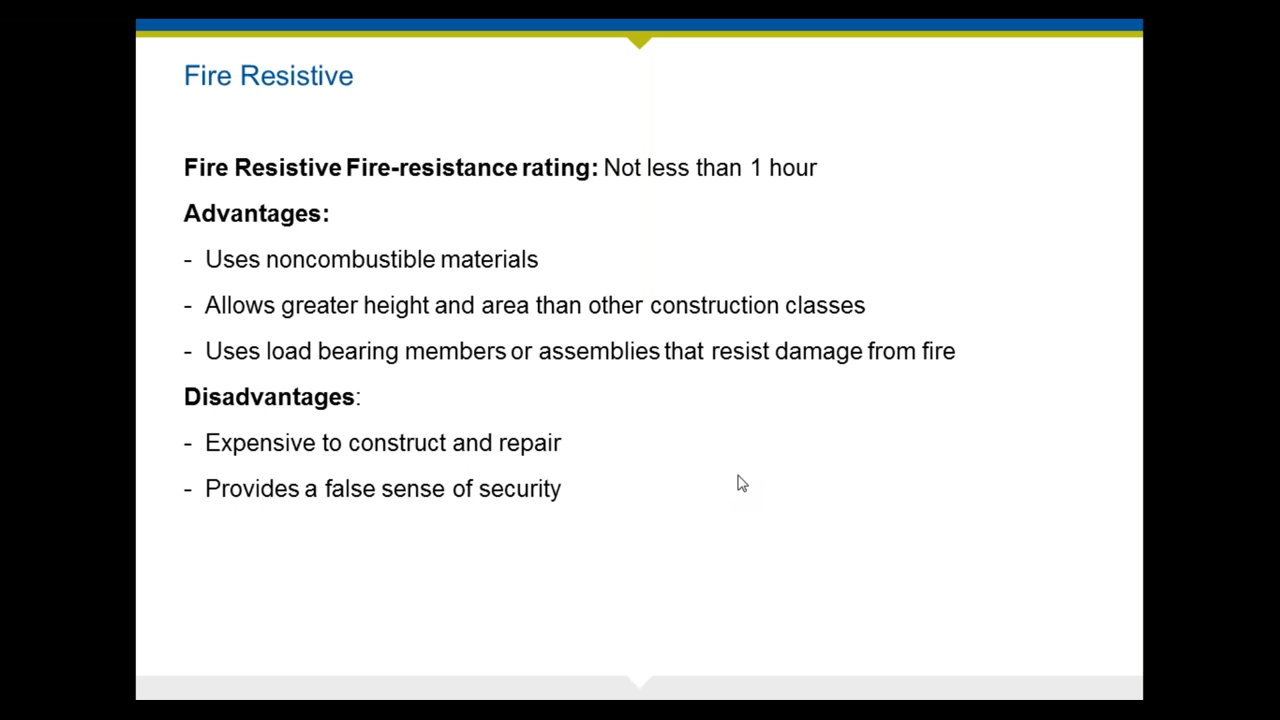 Fire Resistive
Fire Resistive Fire-resistance rating: Not less than 1 hour
Advantages:
- Uses noncombustible materials
- Allows greater height and area than other construction classes
- Uses load bearing members or assemblies that resist damage from fire
Disadvantages:
- Expensive to construct and repair
- Provides a false sense of security